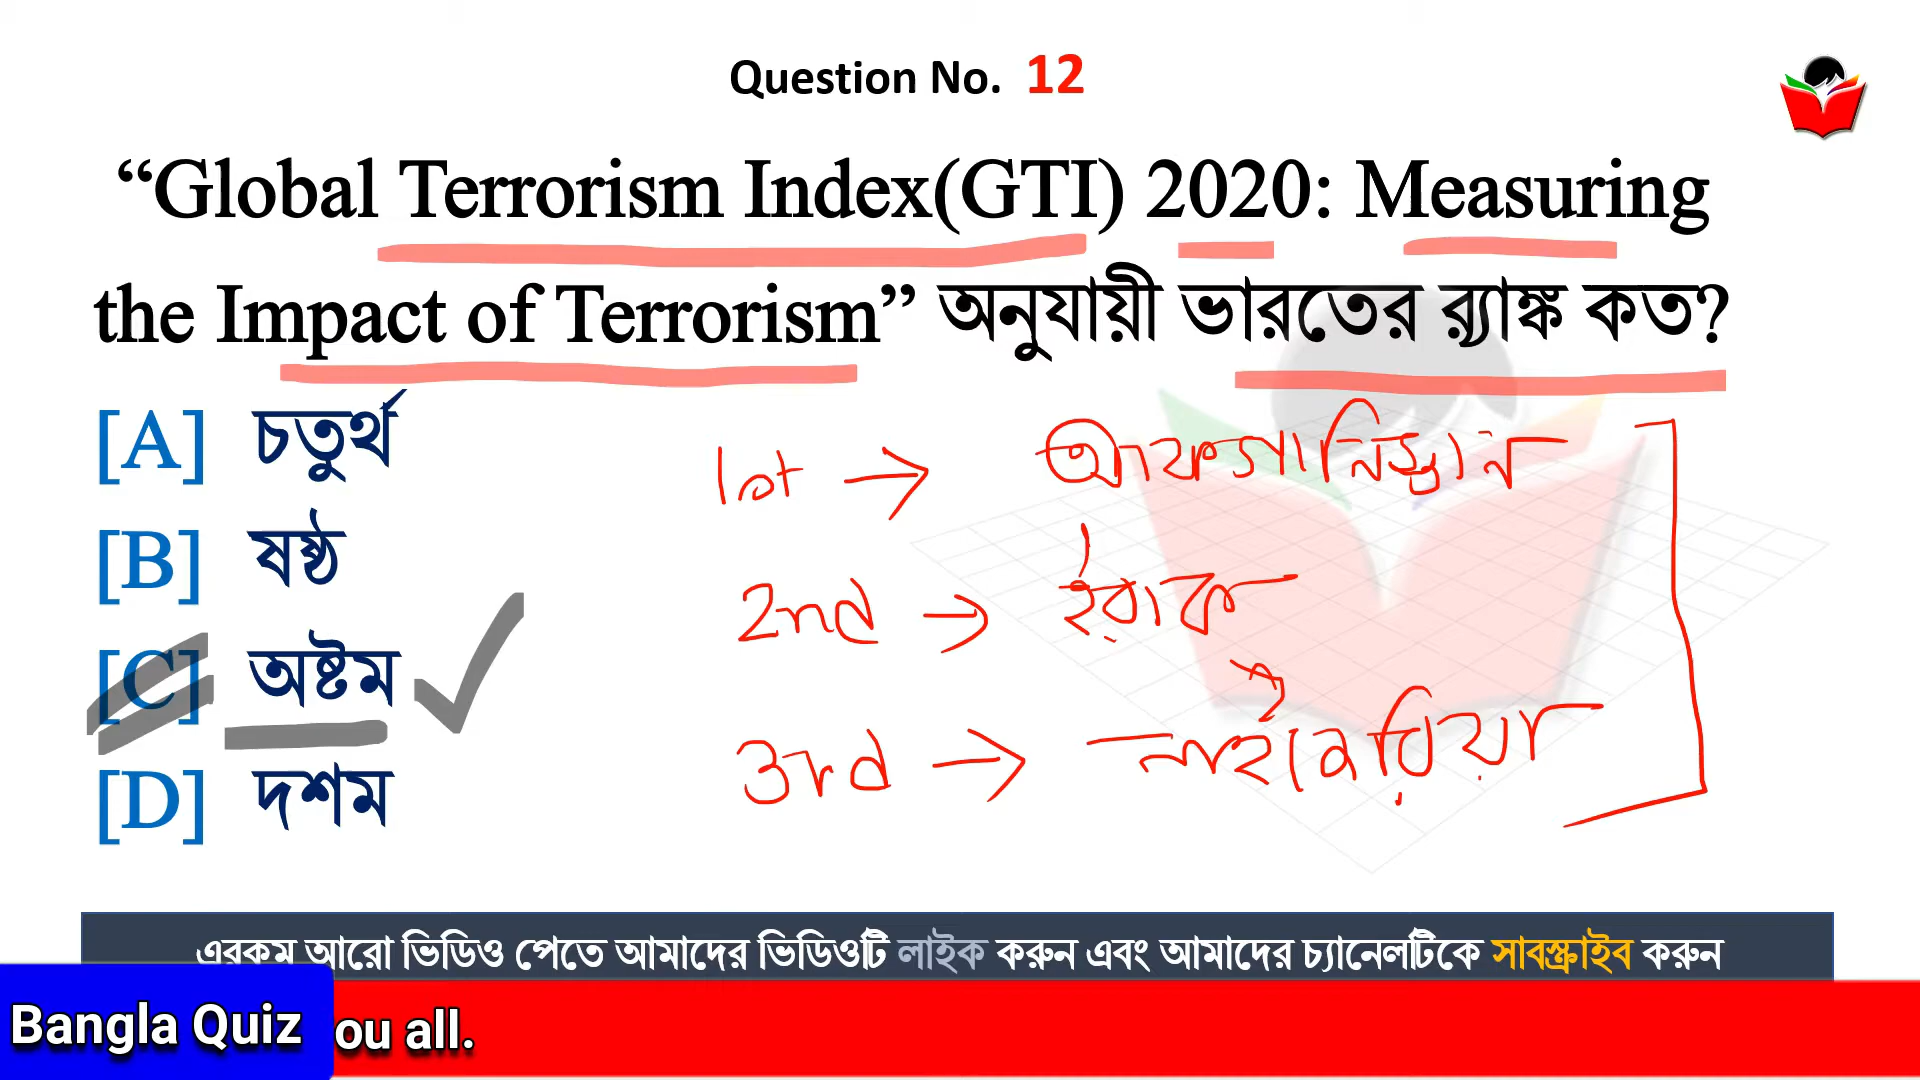 Question No. 12
“Global Terrorism Index(GTI) 2020: Measuring
the Impact of Terrorism” অনুযায়ী ভারতের র‍্যাঙ্ক কত?
[A] চতুর্থ
[B] ষষ্ঠ
[C] অষ্টম
[D] দশম
1st → আফগানিস্তান
2nd → ইরাক
3rd → নাইজেরিয়া
এরকম আরো ভিডিও পেতে আমাদের ভিডিওটি লাইক করুন এবং আমাদের চ্যানেলটিকে সাবস্ক্রাইব করুন
Bangla Quiz ou all.